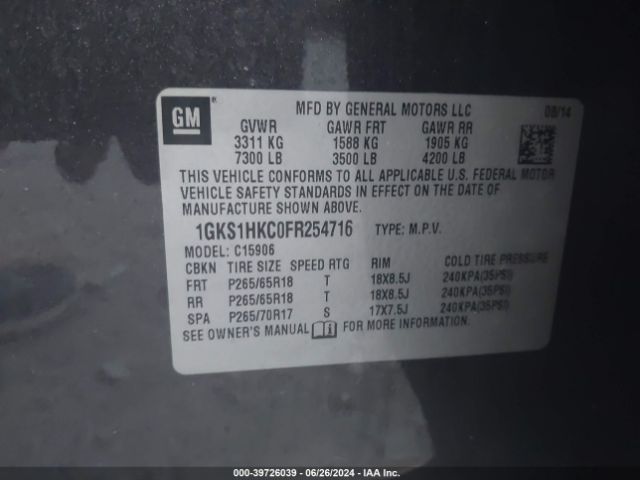 GM ® MFD BY GENERAL MOTORS LLC 08/14
GVWR GAWR FRT GAWR RR
3311 KG 1588 KG 1905 KG
7300 LB 3500 LB 4200 LB
THIS VEHICLE CONFORMS TO ALL APPLICABLE U.S. FEDERAL MOTOR
VEHICLE SAFETY STANDARDS IN EFFECT ON THE DATE OF
MANUFACTURE SHOWN ABOVE.
1GKS1HKC0FR254716 TYPE: M.P.V.
MODEL: C15906
CBKN TIRE SIZE SPEED RTG RIM COLD TIRE PRESSURE
FRT P265/65R18 T 18X8.5J 240KPA(35PSI)
RR P265/65R18 T 18X8.5J 240KPA(35PSI)
SPA P265/70R17 S 17X7.5J 240KPA(35PSI)
SEE OWNER'S MANUAL FOR MORE INFORMATION.
000-39726039 / 06/26/2024 / IAA Inc.